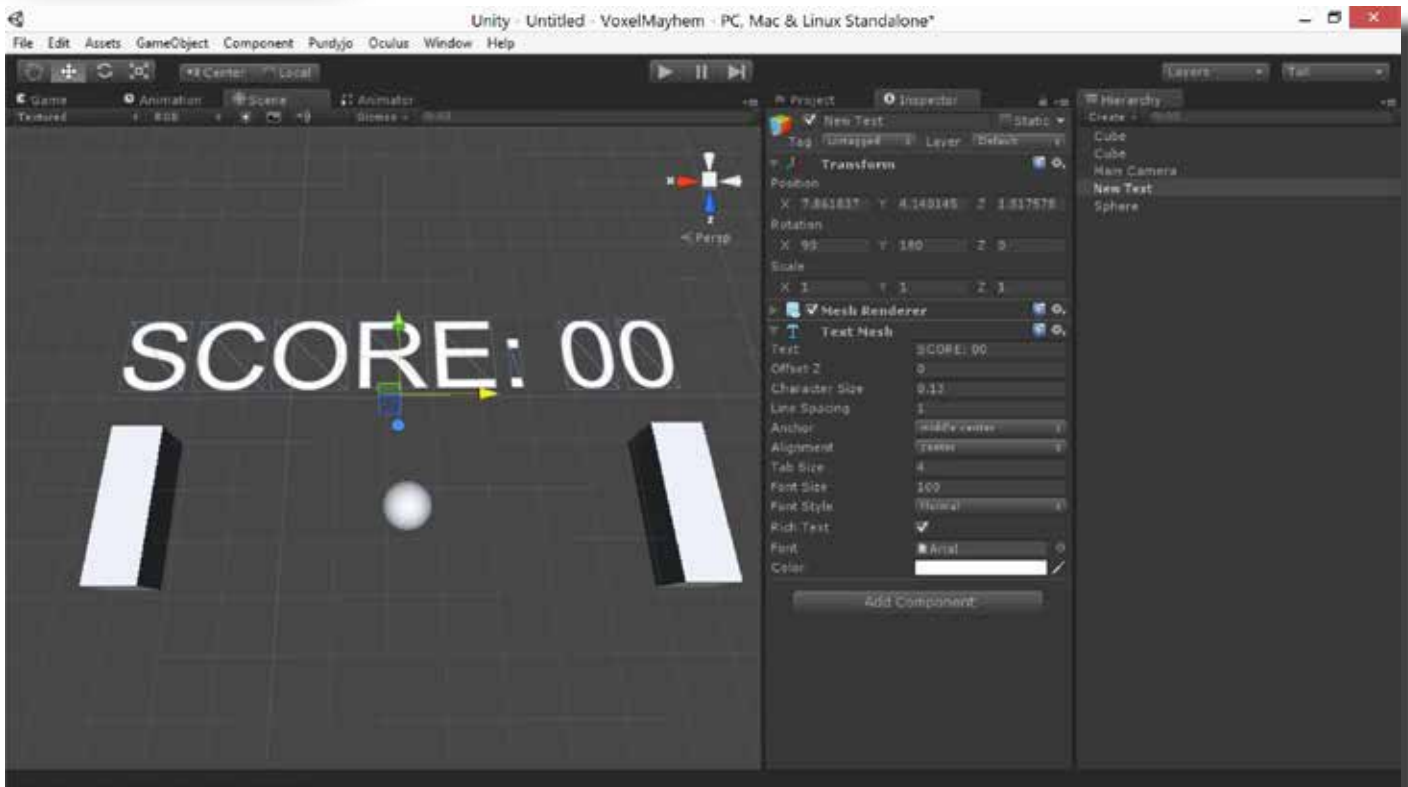 Unity - Untitled - VoxelMayhem - PC, Mac & Linux Standalone*
File Edit Assets GameObject Component Purdyjo Oculus Window Help
Center Local Layers Tall
Game Animation Scene Animator
Textured RGB Gizmos All
Project Inspector Hierarchy
New Text Static Create All
Tag Untagged Layer Default
Cube
Cube
Main Camera
New Text
Sphere
Transform
Position
X 7.861837 Y 4.149145 Z 1.817578
Rotation
X 90 Y 180 Z 0
Scale
X 1 Y 1 Z 1
Mesh Renderer
Text Mesh
Text SCORE: 00
Offset Z 0
Character Size 0.13
Line Spacing 1
Anchor middle center
Alignment center
Tab Size 4
Font Size 100
Font Style Normal
Rich Text
Font Arial
Color
Add Component
x
z
Persp
SCORE: 00